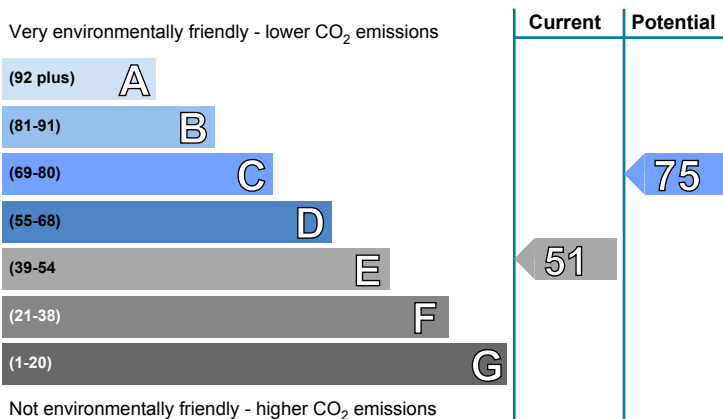 Very environmentally friendly - lower CO2 emissions
Current
Potential
(92 plus) A
(81-91) B
(69-80) C
75
(55-68) D
(39-54 E
51
(21-38) F
(1-20) G
Not environmentally friendly - higher CO2 emissions